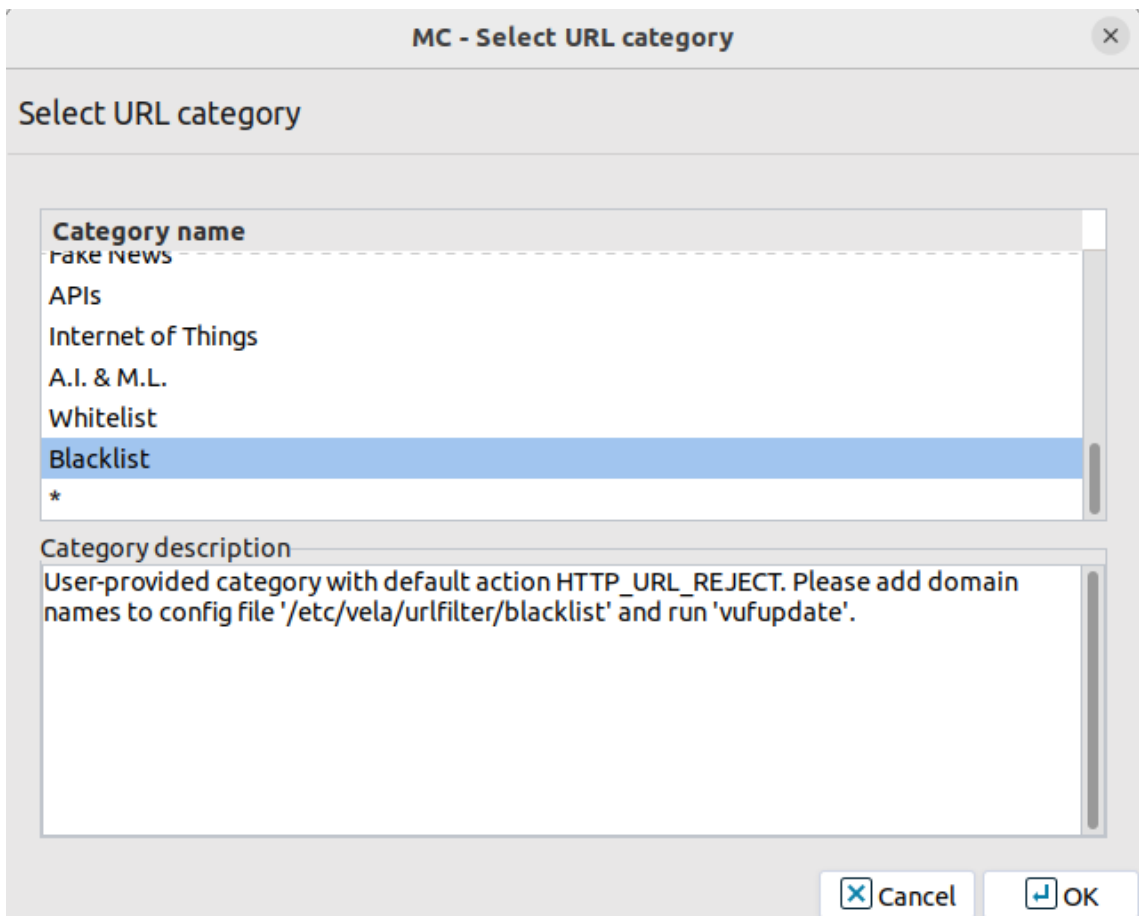 MC - Select URL category
Select URL category
Category name
Fake News
APIs
Internet of Things
A.I. & M.L.
Whitelist
Blacklist
*
Category description
User-provided category with default action HTTP_URL_REJECT. Please add domain
names to config file '/etc/vela/urlfilter/blacklist' and run 'vufupdate'.
Cancel OK